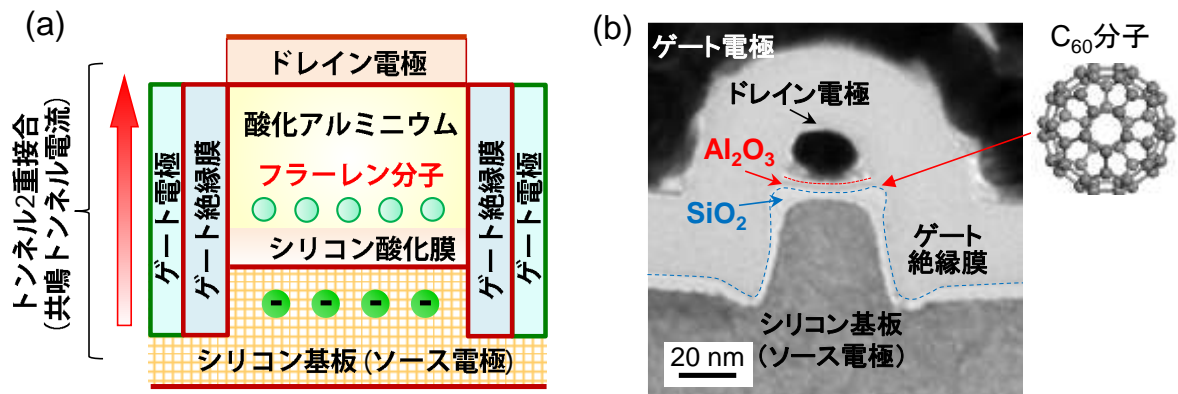 (a)
ドレイン電極
トンネル2重接合
(共鳴トンネル電流)
ゲート電極
ゲート絶縁膜
酸化アルミニウム
フラーレン分子
シリコン酸化膜
ゲート絶縁膜
ゲート電極
- - - -
シリコン基板 (ソース電極)
(b)
ゲート電極
ドレイン電極
Al₂O₃
SiO₂
ゲート
絶縁膜
シリコン基板
(ソース電極)
20 nm
C₆₀分子